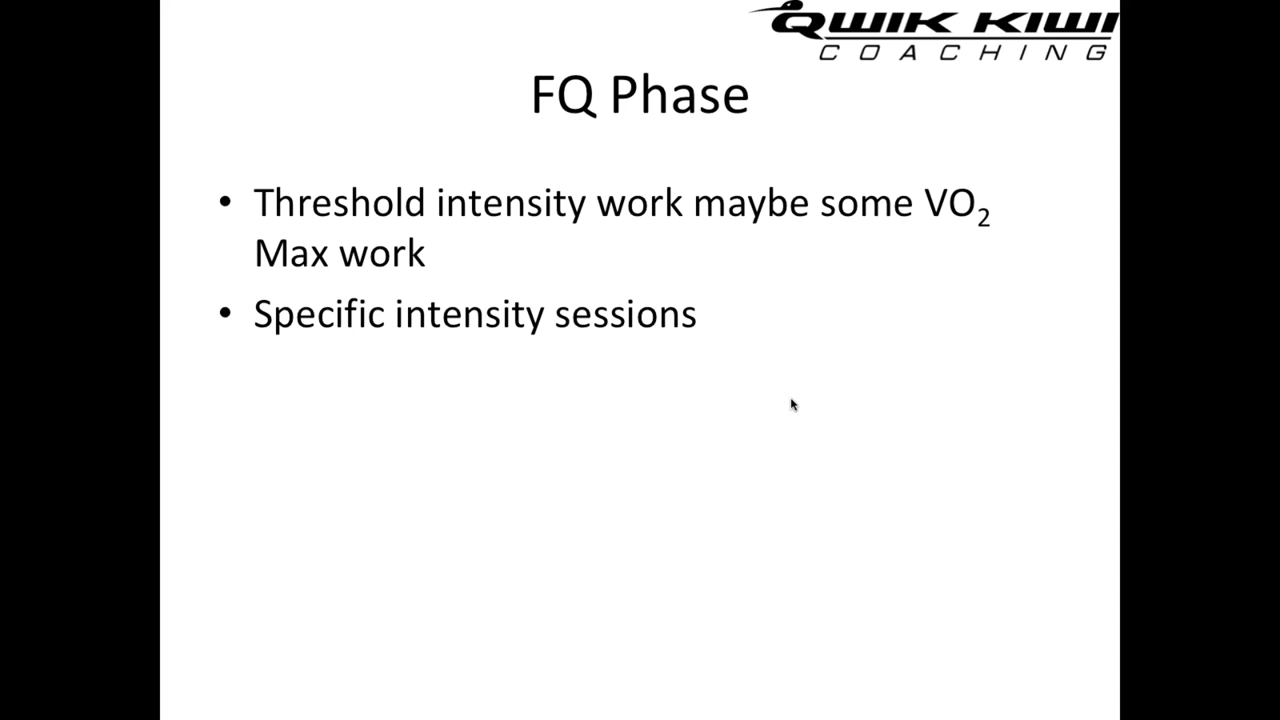 QWIK KIWI
COACHING
FQ Phase
• Threshold intensity work maybe some VO₂
Max work
• Specific intensity sessions